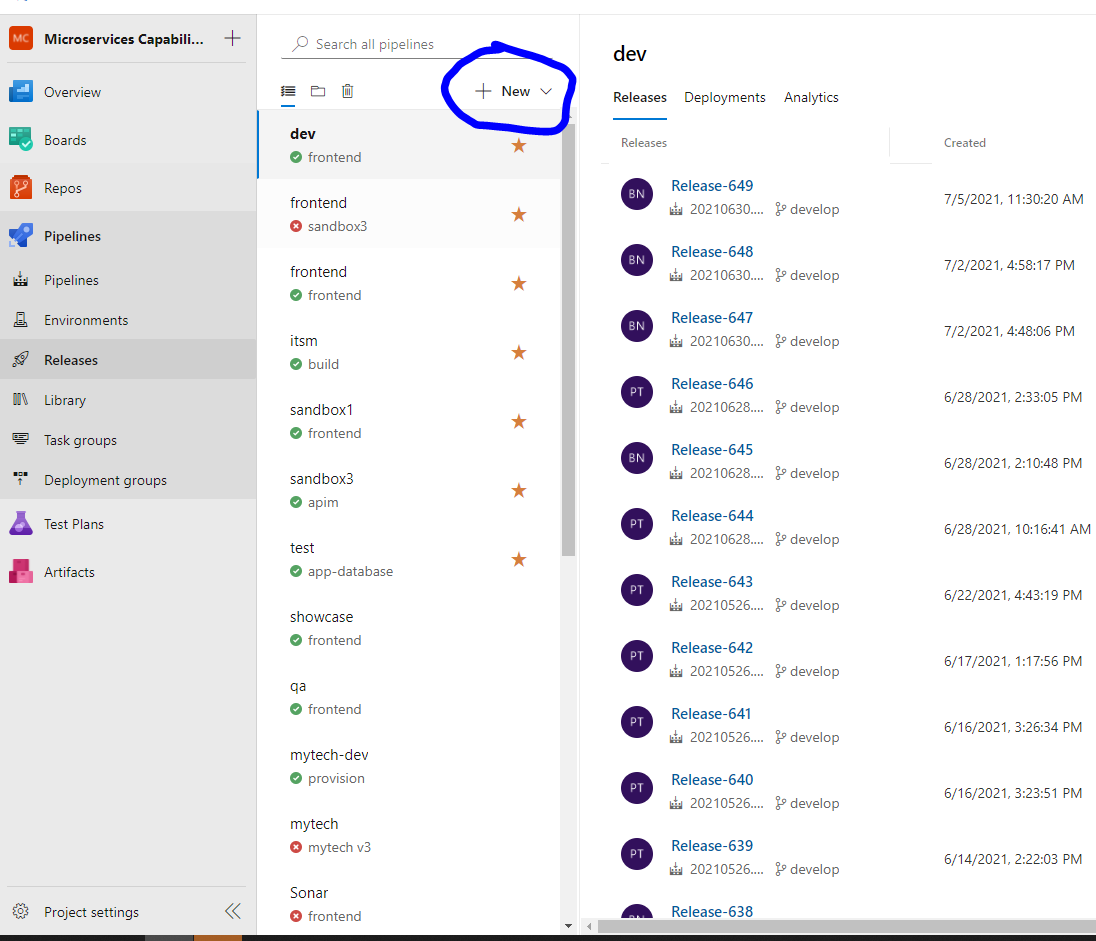 MC Microservices Capabili... +
Overview
Boards
Repos
Pipelines
Pipelines
Environments
Releases
Library
Task groups
Deployment groups
Test Plans
Artifacts
Project settings
Search all pipelines
New
dev
frontend
frontend
sandbox3
frontend
frontend
itsm
build
sandbox1
frontend
sandbox3
apim
test
app-database
showcase
frontend
qa
frontend
mytech-dev
provision
mytech
mytech v3
Sonar
frontend
dev
Releases Deployments Analytics
Releases Created
BN Release-649 7/5/2021, 11:30:20 AM
20210630.... develop
BN Release-648 7/2/2021, 4:58:17 PM
20210630.... develop
BN Release-647 7/2/2021, 4:48:06 PM
20210630.... develop
PT Release-646 6/28/2021, 2:33:05 PM
20210628.... develop
BN Release-645 6/28/2021, 2:10:48 PM
20210628.... develop
PT Release-644 6/28/2021, 10:16:41 AM
20210628.... develop
PT Release-643 6/22/2021, 4:43:19 PM
20210526.... develop
PT Release-642 6/17/2021, 1:17:56 PM
20210526.... develop
PT Release-641 6/16/2021, 3:26:34 PM
20210526.... develop
PT Release-640 6/16/2021, 3:23:51 PM
20210526.... develop
PT Release-639 6/14/2021, 2:22:03 PM
20210526.... develop
Release-638